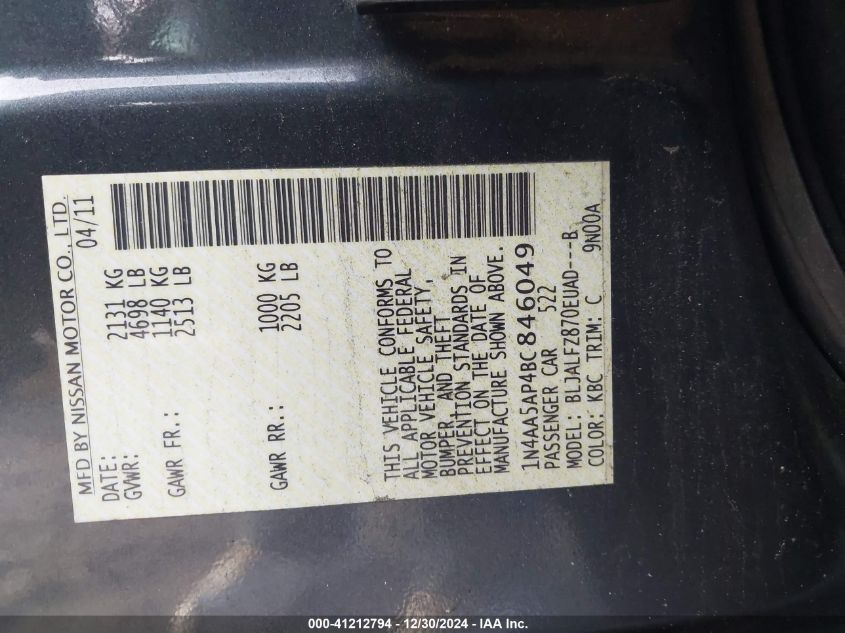 MFD BY NISSAN MOTOR CO., LTD.
DATE: 04/11
GVWR: 2131 KG
4698 LB
GAWR FR.: 1140 KG
2513 LB
GAWR RR.: 1000 KG
2205 LB
THIS VEHICLE CONFORMS TO
ALL APPLICABLE FEDERAL
MOTOR VEHICLE SAFETY,
BUMPER, AND THEFT
PREVENTION STANDARDS IN
EFFECT ON THE DATE OF
MANUFACTURE SHOWN ABOVE.
1N4AA5AP4BC846049
PASSENGER CAR 522
MODEL: BLJALFZ870EUAD---B
COLOR: KBC TRIM: C 9N00A
000-41212794 - 12/30/2024 - IAA Inc.